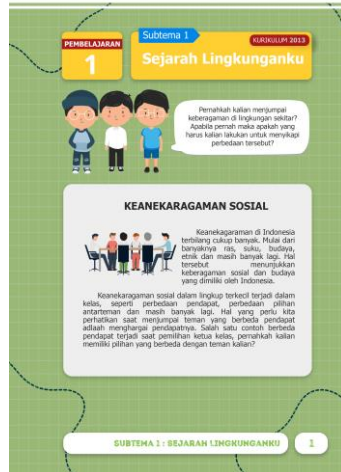 Subtema 1
KURIKULUM 2013
PEMBELAJARAN
1
Sejarah Lingkunganku
Pernahkah kalian menjumpai
keberagaman di lingkungan sekitar?
Apabila pernah maka apakah yang
harus kalian lakukan untuk menyikapi
perbedaan tersebut?
KEANEKARAGAMAN SOSIAL
Keanekagaraman di Indonesia
terbilang cukup banyak. Mulai dari
banyaknya ras, suku, budaya,
etnik dan masih banyak lagi. Hal
tersebut menunjukkan
keberagaman sosial dan budaya
yang dimiliki oleh Indonesia.
Keanekagaraman sosial dalam lingkup terkecil terjadi dalam
kelas, seperti perbedaan pendapat, perbedaan pilihan
antarteman dan masih banyak lagi. Hal yang perlu kita
perhatikan saat menjumpai teman yang berbeda pendapat
adlaah menghargai pendapatnya. Salah satu contoh berbeda
pendapat terjadi saat pemilihan ketua kelas, pernahkah kalian
memiliki pilihan yang berbeda dengan teman kalian?
SUBTEMA 1 : SEJARAH LINGKUNGANKU
1